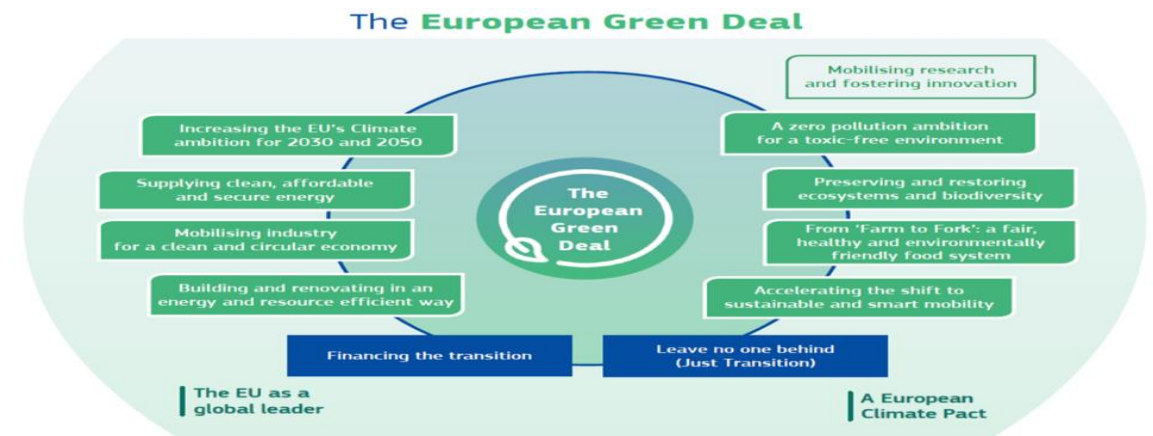 The European Green Deal
Mobilising research
and fostering innovation
Increasing the EU's Climate
ambition for 2030 and 2050
A zero pollution ambition
for a toxic-free environment
Supplying clean, affordable
and secure energy
Preserving and restoring
ecosystems and biodiversity
The
European
Green
Deal
Mobilising industry
for a clean and circular economy
From 'Farm to Fork': a fair,
healthy and environmentally
friendly food system
Building and renovating in an
energy and resource efficient way
Accelerating the shift to
sustainable and smart mobility
Financing the transition
Leave no one behind
(Just Transition)
The EU as a
global leader
A European
Climate Pact